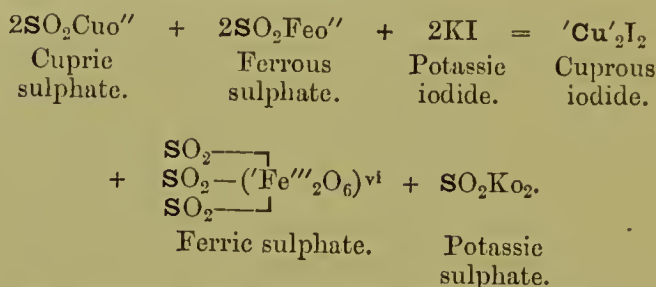 2SO₂Cuo″ + 2SO₂Feo″ + 2KI = ′Cu′₂I₂
Cupric Ferrous Potassic Cuprous
sulphate. sulphate. iodide. iodide.
SO₂
+ SO₂—(′Fe‴₂O₆)ᵛⁱ + SO₂Ko₂.
SO₂
Ferric sulphate. Potassic
sulphate.